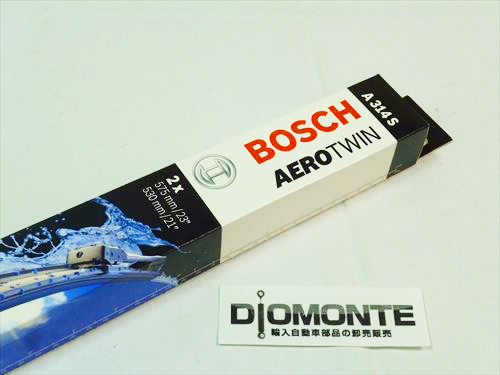 A 314 S
BOSCH
AEROTWIN
2 x
575 mm/23"
530 mm/21"
DIOMONTE
輸入自動車部品の卸売販売